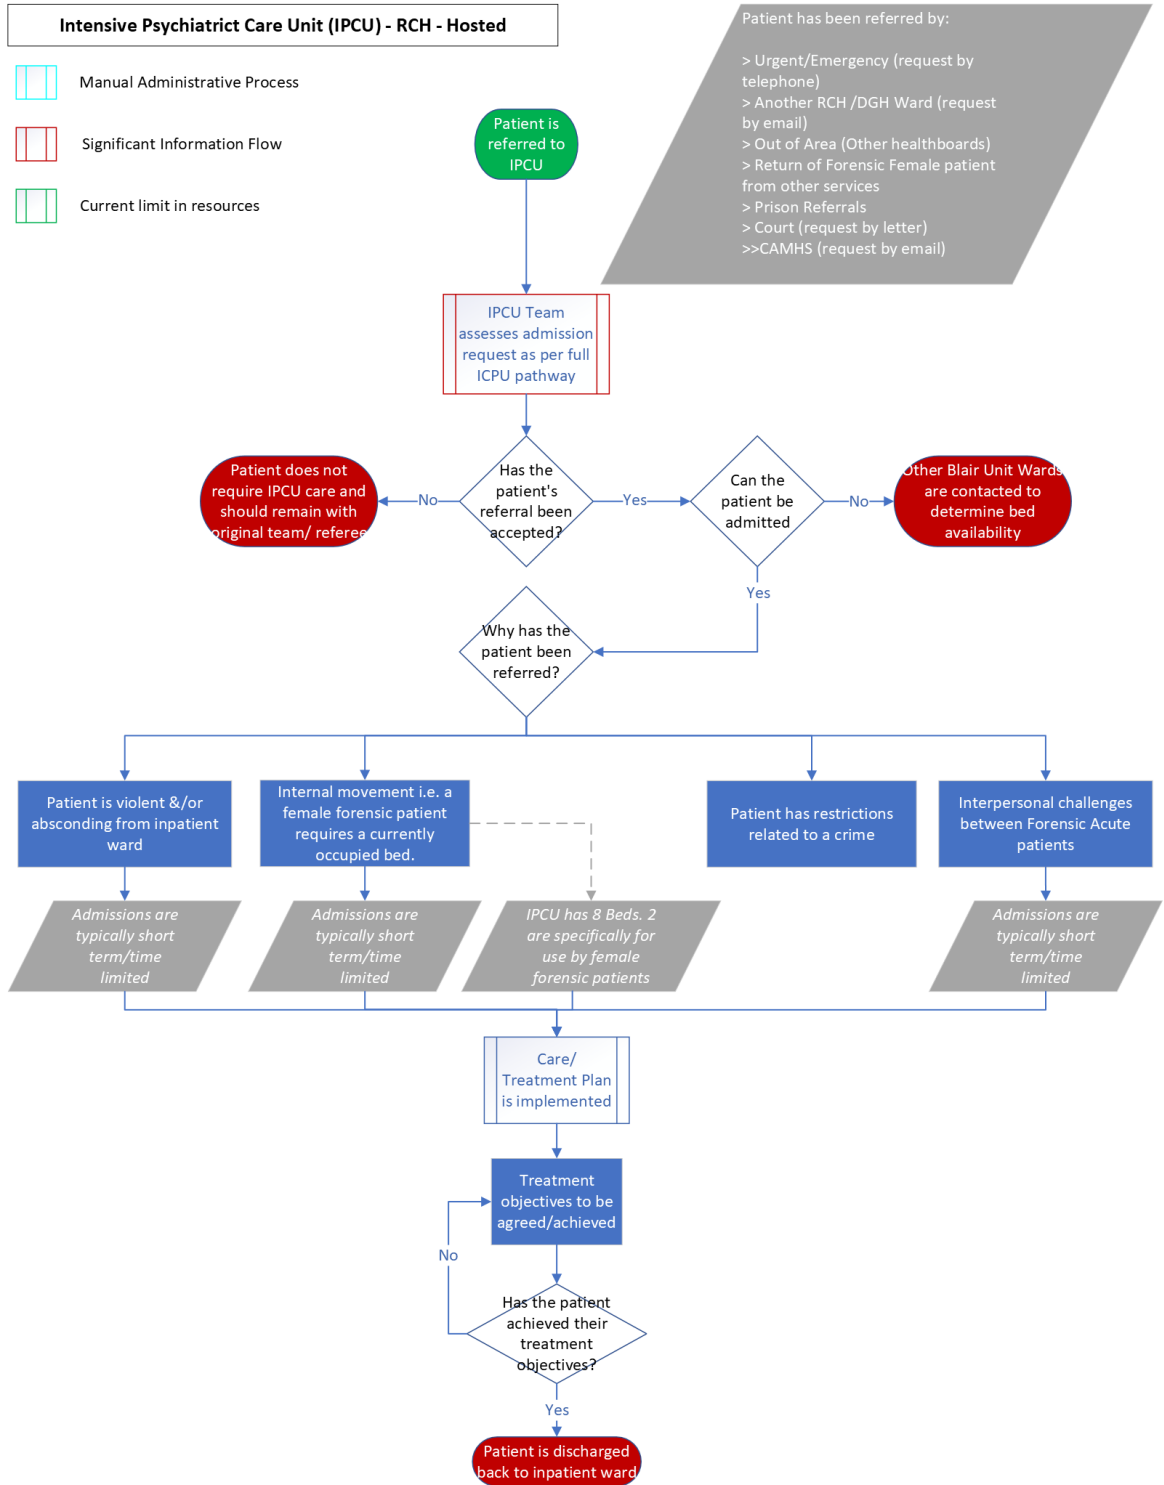 Intensive Psychiatrict Care Unit (IPCU) - RCH - Hosted
Manual Administrative Process
Significant Information Flow
Current limit in resources
Patient has been referred by:
> Urgent/Emergency (request by
telephone)
> Another RCH /DGH Ward (request
by email)
> Out of Area (Other healthboards)
> Return of Forensic Female patient
from other services
> Prison Referrals
> Court (request by letter)
>>CAMHS (request by email)
Patient is
referred to
IPCU
IPCU Team
assesses admission
request as per full
ICPU pathway
Has the
patient's
referral been
accepted?
No
Patient does not
require IPCU care and
should remain with
original team/ referee
Yes
Can the
patient be
admitted
No
Other Blair Unit Wards
are contacted to
determine bed
availability
Yes
Why has the
patient been
referred?
Patient is violent &/or
absconding from inpatient
ward
Internal movement i.e. a
female forensic patient
requires a currently
occupied bed.
Patient has restrictions
related to a crime
Interpersonal challenges
between Forensic Acute
patients
Admissions are
typically short
term/time
limited
Admissions are
typically short
term/time
limited
IPCU has 8 Beds. 2
are specifically for
use by female
forensic patients
Admissions are
typically short
term/time
limited
Care/
Treatment Plan
is implemented
Treatment
objectives to be
agreed/achieved
No
Has the patient
achieved their
treatment
objectives?
Yes
Patient is discharged
back to inpatient ward